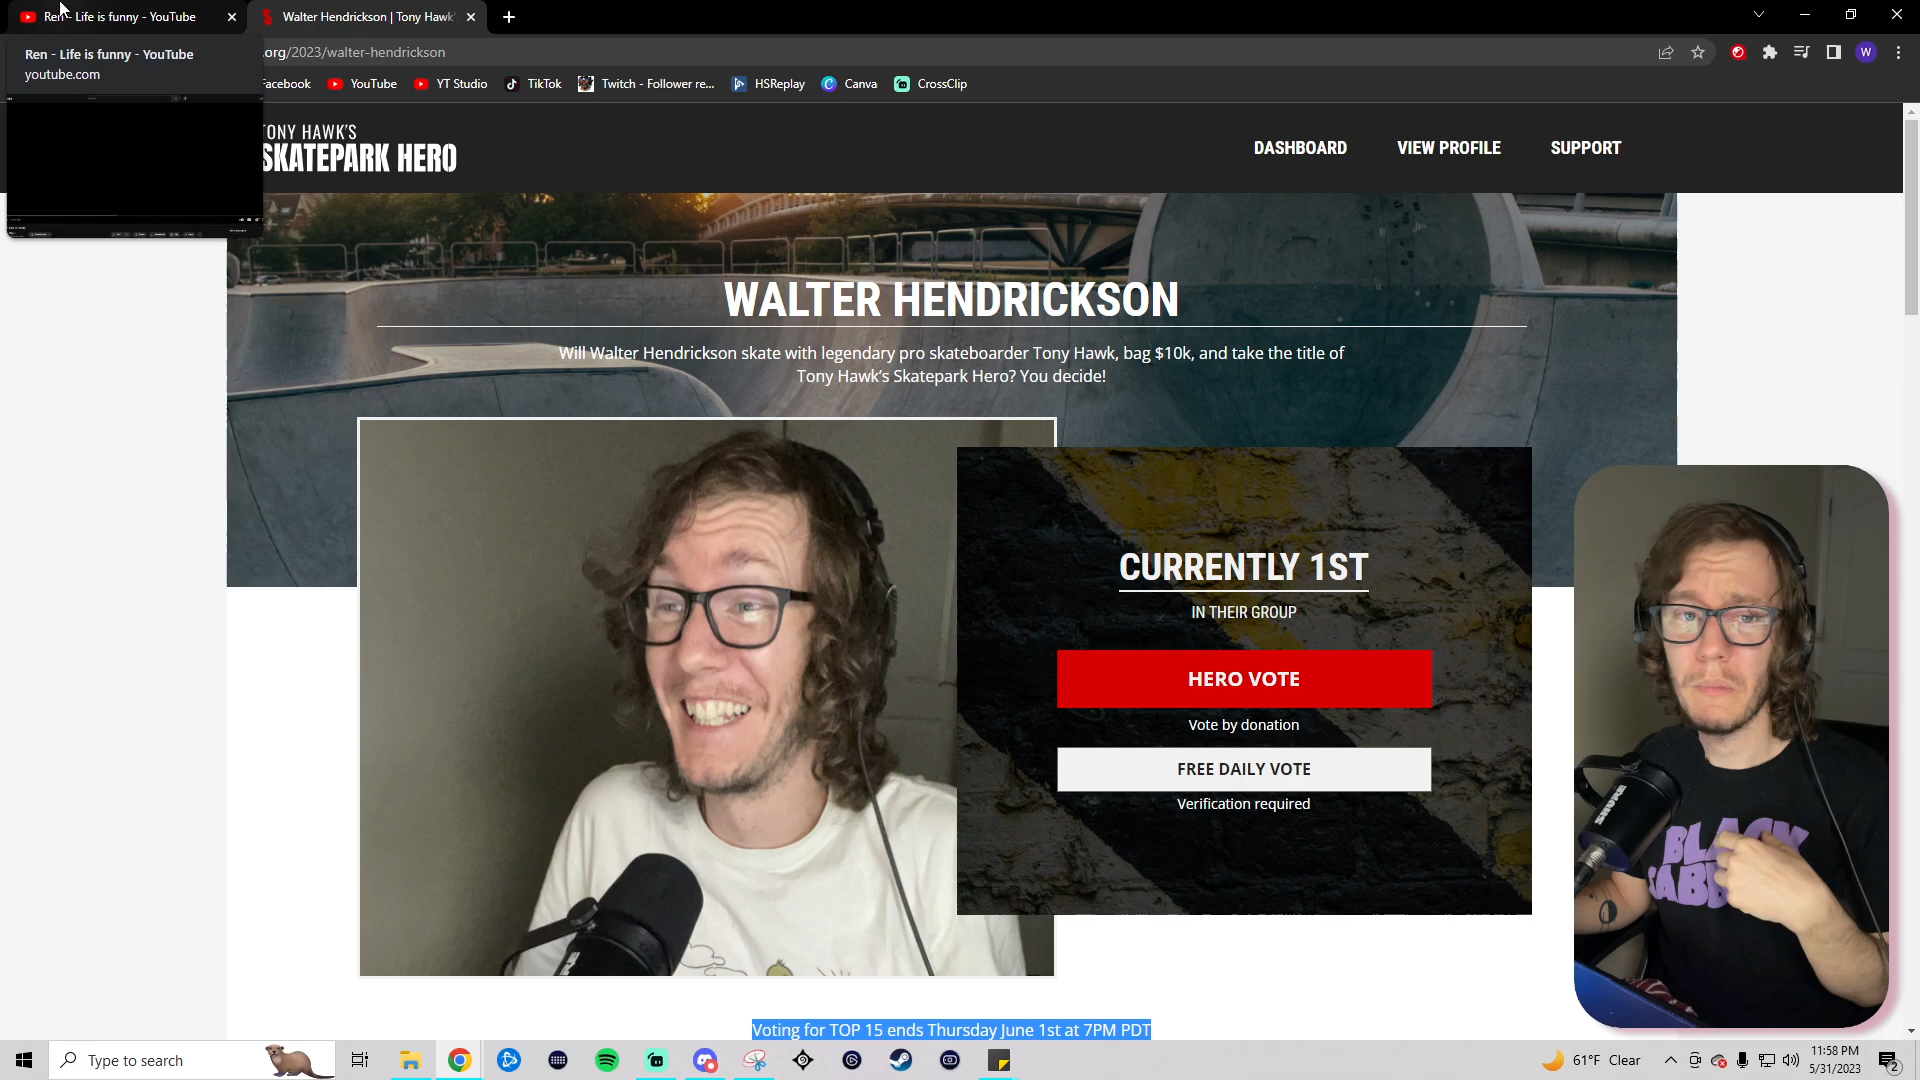 Ren - Life is funny - YouTube
Walter Hendrickson | Tony Hawk'
Ren - Life is funny - YouTube
youtube.com
.org/2023/walter-hendrickson
W
Facebook
YouTube
YT Studio
TikTok
Twitch - Follower re...
HSReplay
Canva
CrossClip
TONY HAWK'S
SKATEPARK HERO
DASHBOARD
VIEW PROFILE
SUPPORT
WALTER HENDRICKSON
Will Walter Hendrickson skate with legendary pro skateboarder Tony Hawk, bag $10k, and take the title of
Tony Hawk's Skatepark Hero? You decide!
CURRENTLY 1ST
IN THEIR GROUP
HERO VOTE
Vote by donation
FREE DAILY VOTE
Verification required
SHURE
BLACK
SABBA
Voting for TOP 15 ends Thursday June 1st at 7PM PDT
Type to search
61°F Clear
11:58 PM
5/31/2023
2